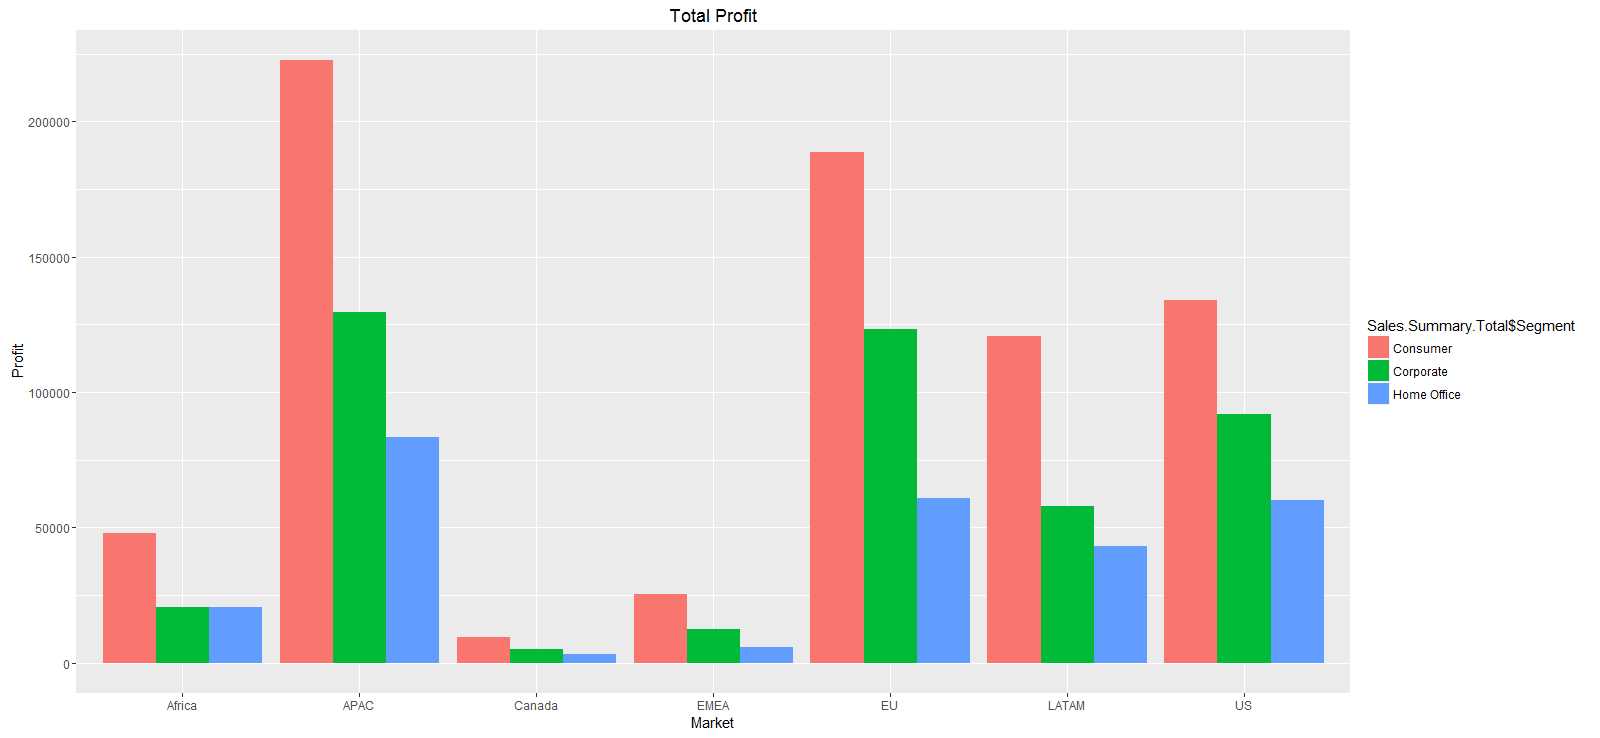 Total Profit
Profit
200000
150000
100000
50000
0
Africa APAC Canada EMEA EU LATAM US
Market
Sales.Summary.Total$Segment
Consumer
Corporate
Home Office